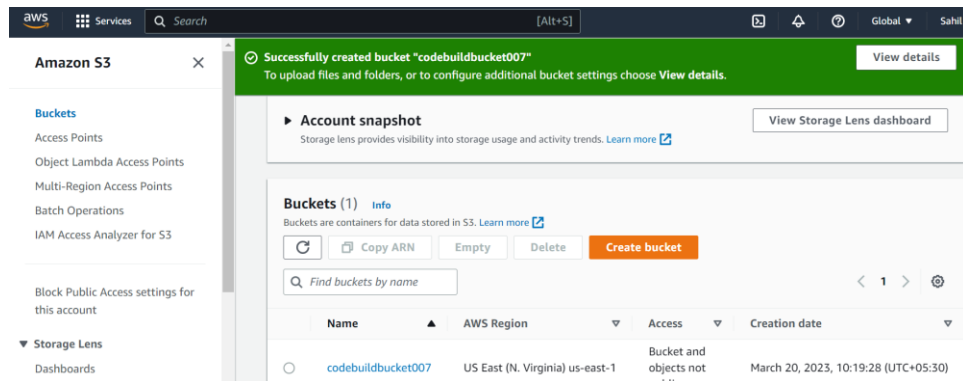 aws Services Search [Alt+S] Global Sahil
Amazon S3
Buckets
Access Points
Object Lambda Access Points
Multi-Region Access Points
Batch Operations
IAM Access Analyzer for S3
Block Public Access settings for
this account
Storage Lens
Dashboards
Successfully created bucket "codebuildbucket007"
To upload files and folders, or to configure additional bucket settings choose View details.
View details
Account snapshot
Storage lens provides visibility into storage usage and activity trends. Learn more
View Storage Lens dashboard
Buckets (1) Info
Buckets are containers for data stored in S3. Learn more
Copy ARN Empty Delete Create bucket
Find buckets by name
1
Name AWS Region Access Creation date
codebuildbucket007 US East (N. Virginia) us-east-1 March 20, 2023, 10:19:28 (UTC+05:30)
Bucket and
objects not